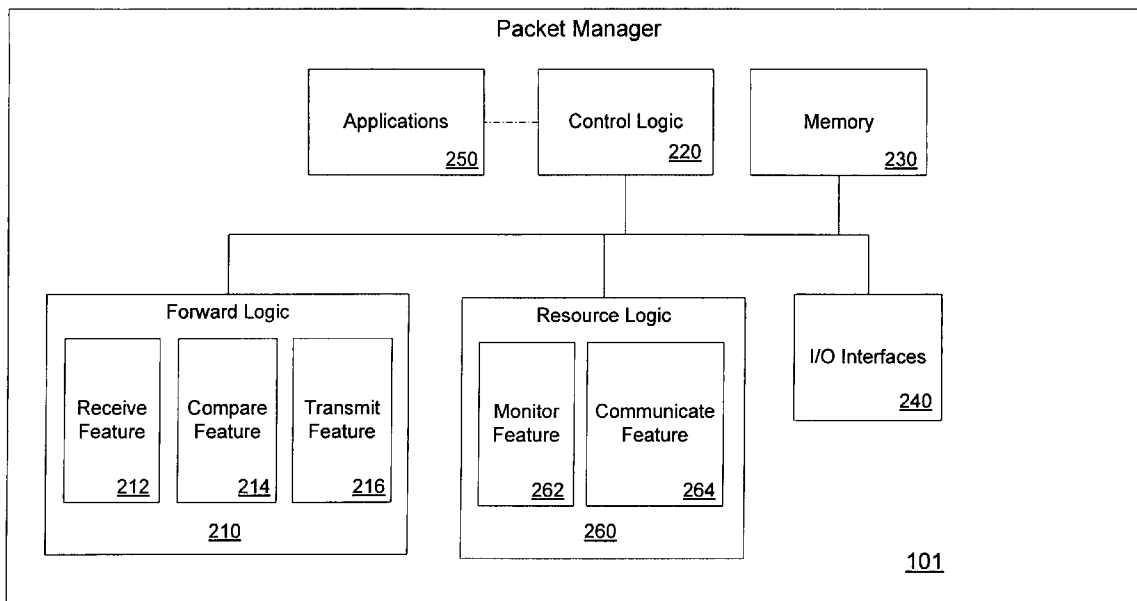 Packet Manager
Applications
250
Control Logic
220
Memory
230
Forward Logic
Receive
Feature
212
Compare
Feature
214
Transmit
Feature
216
210
Resource Logic
Monitor
Feature
262
Communicate
Feature
264
260
I/O Interfaces
240
101